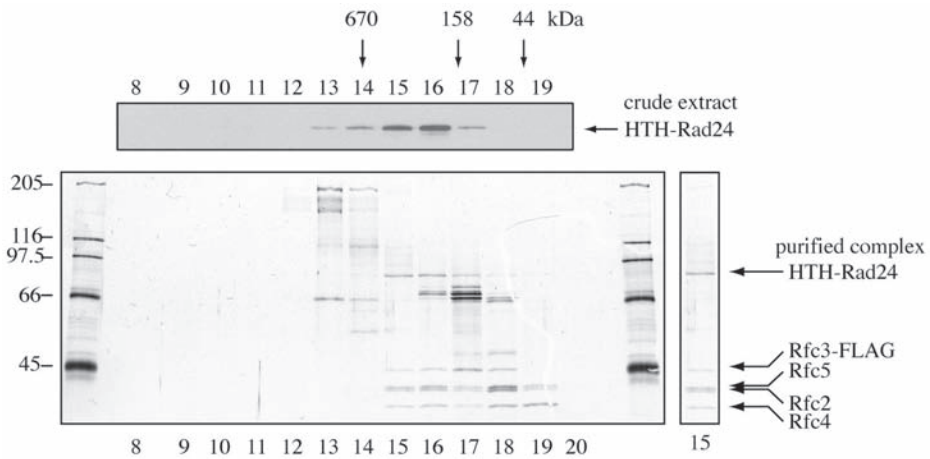 670 158 44 kDa
8 9 10 11 12 13 14 15 16 17 18 19
crude extract
HTH-Rad24
205
116
97.5
66
45
purified complex
HTH-Rad24
Rfc3-FLAG
Rfc5
Rfc2
Rfc4
8 9 10 11 12 13 14 15 16 17 18 19 20
15